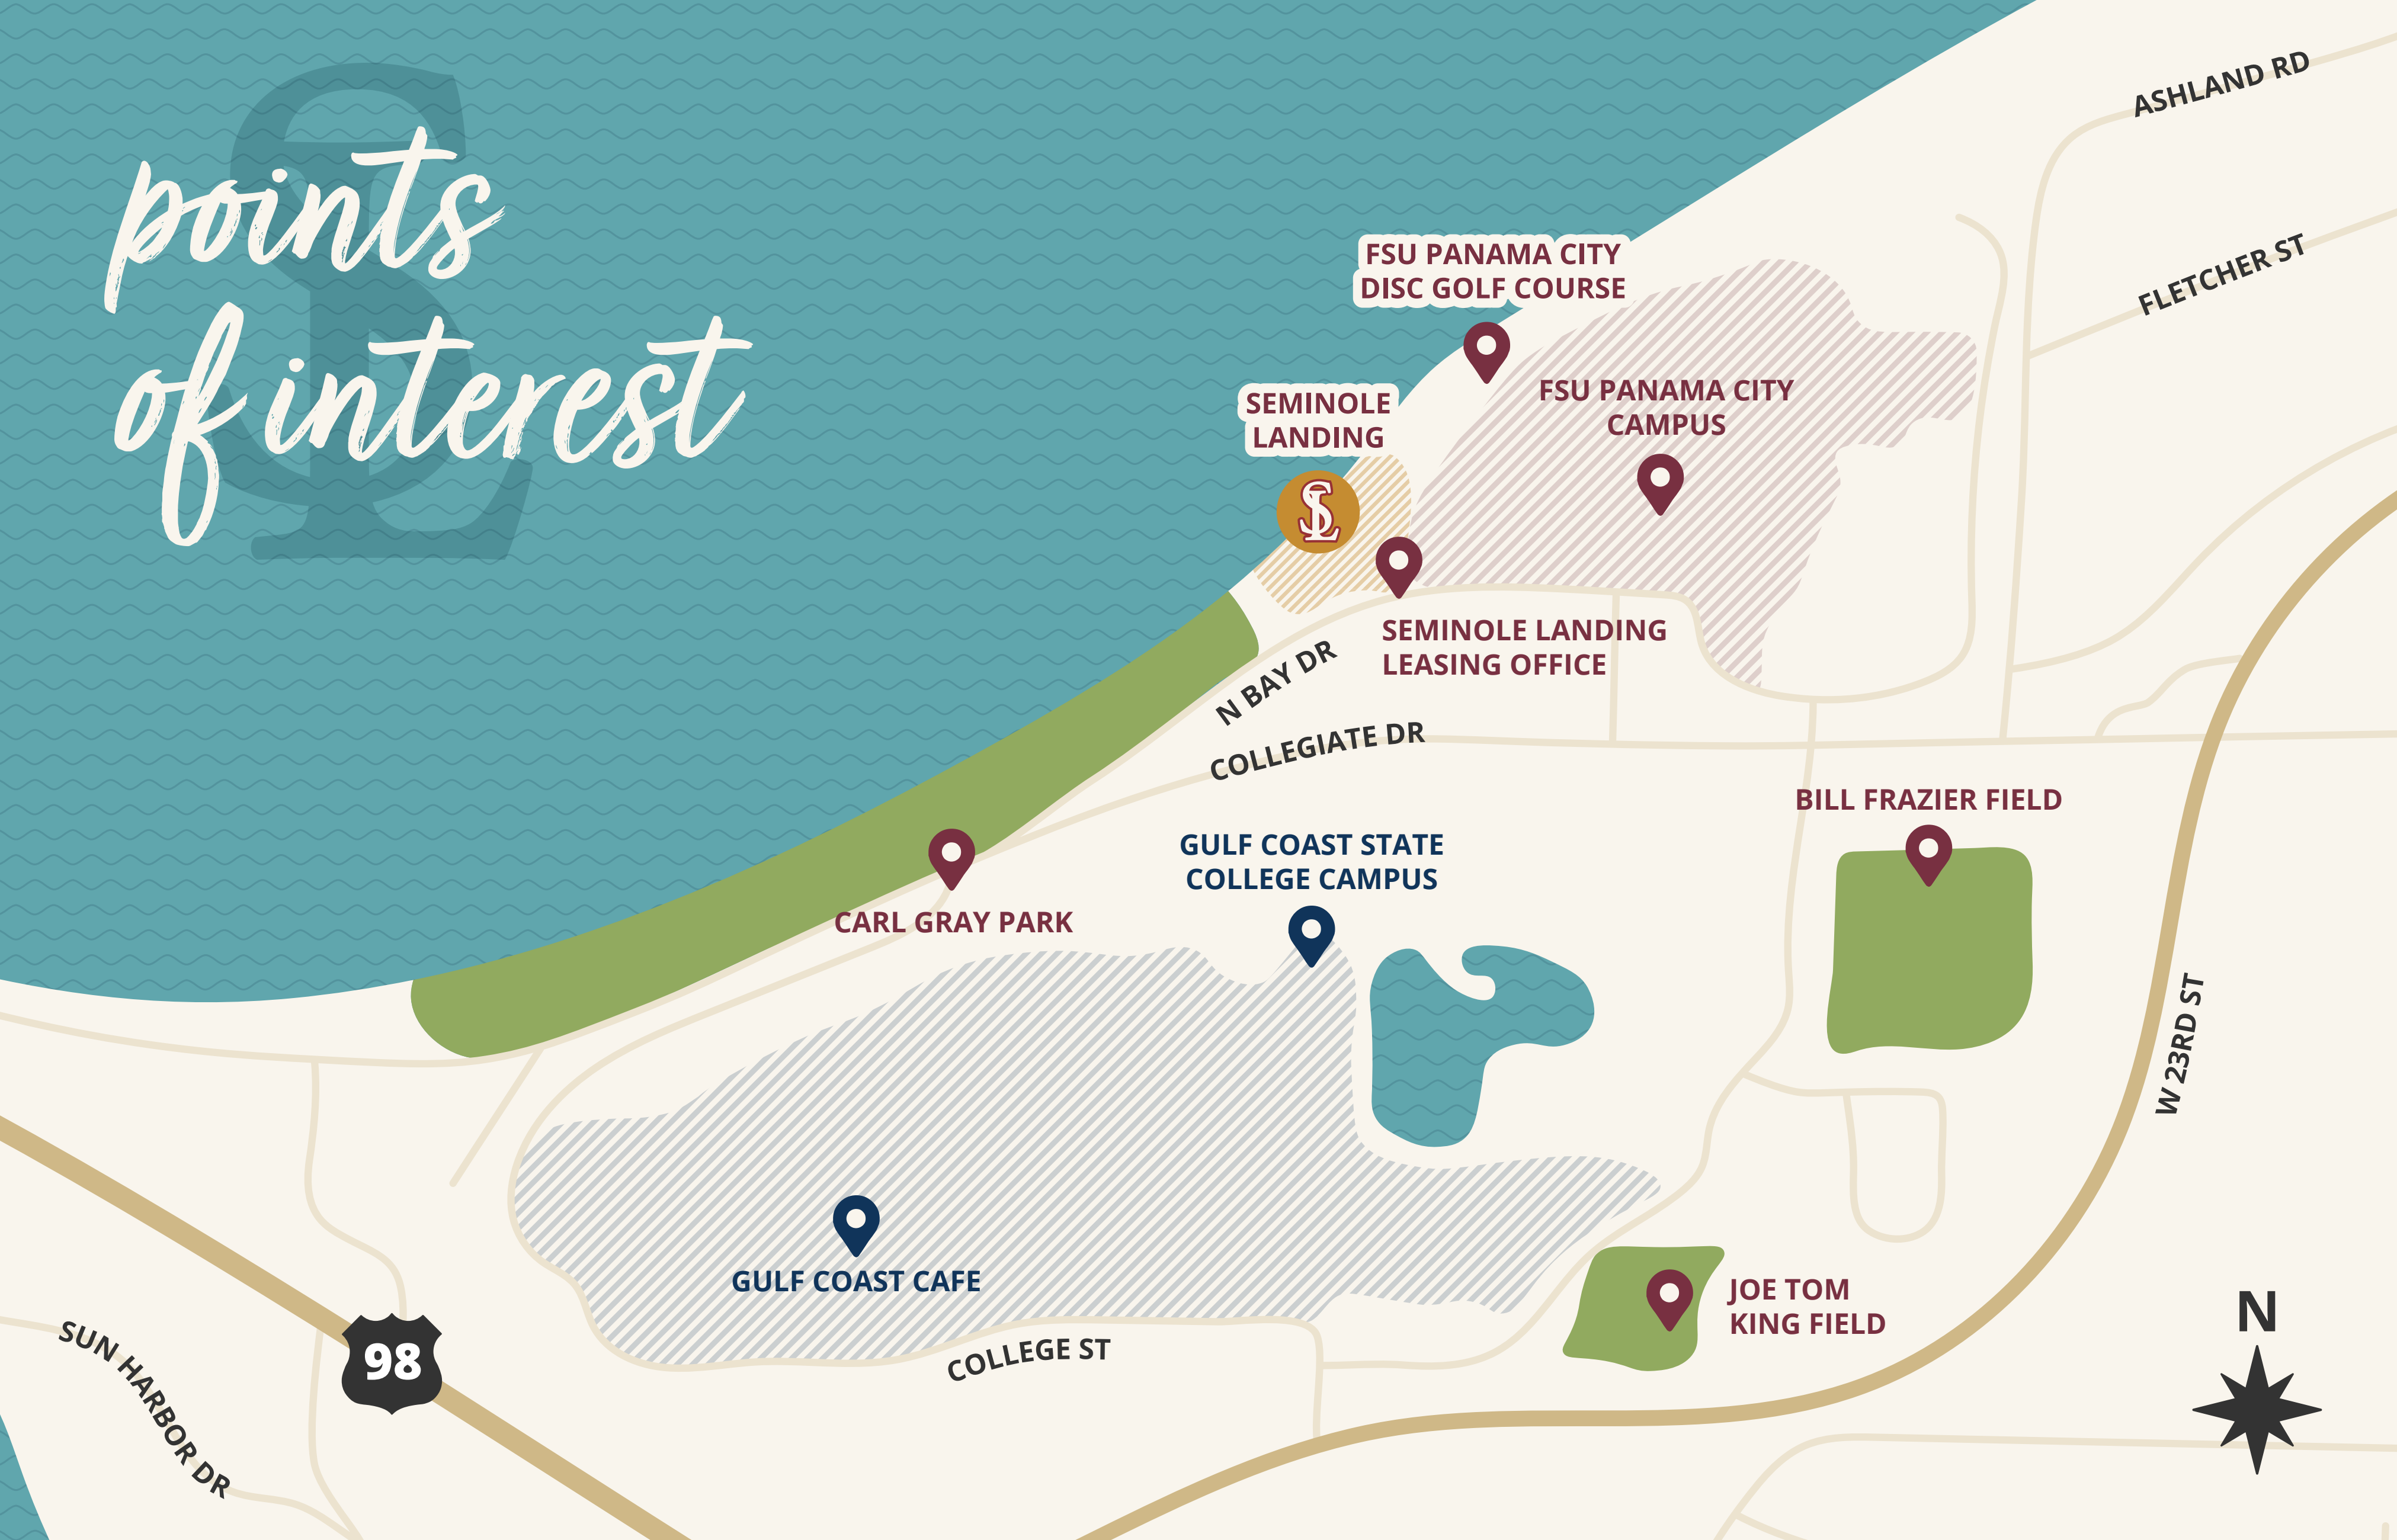 points
of interest
ASHLAND RD
FLETCHER ST
FSU PANAMA CITY
DISC GOLF COURSE
FSU PANAMA CITY
CAMPUS
SEMINOLE
LANDING
SL
SEMINOLE LANDING
LEASING OFFICE
N BAY DR
COLLEGIATE DR
BILL FRAZIER FIELD
GULF COAST STATE
COLLEGE CAMPUS
CARL GRAY PARK
W 23RD ST
GULF COAST CAFE
JOE TOM
KING FIELD
COLLEGE ST
98
SUN HARBOR DR
N